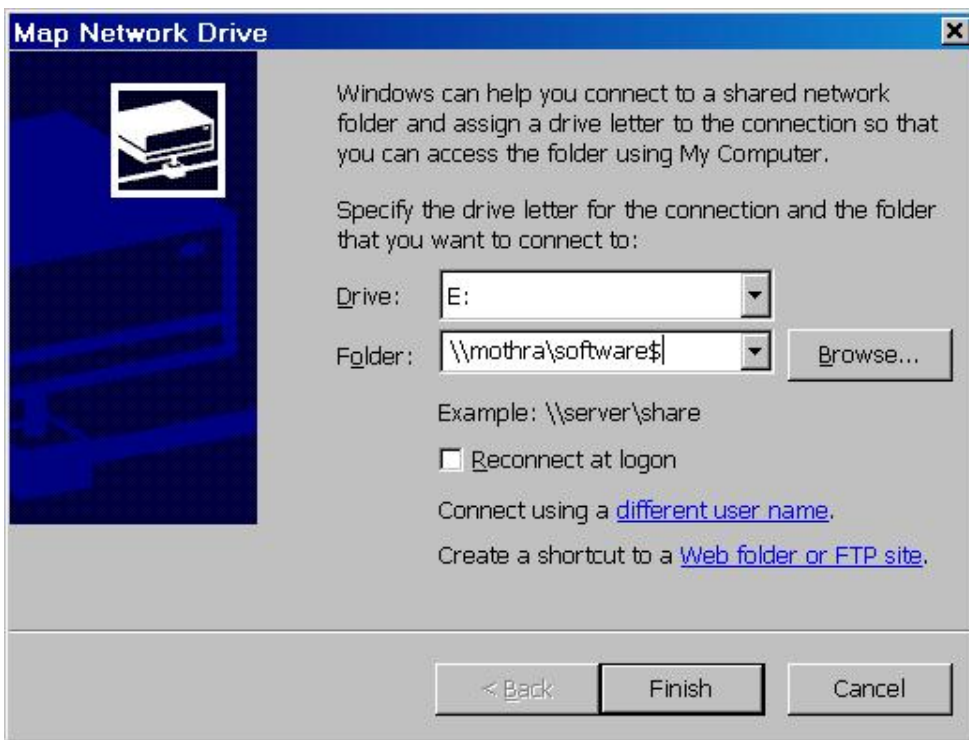 Map Network Drive
Windows can help you connect to a shared network
folder and assign a drive letter to the connection so that
you can access the folder using My Computer.
Specify the drive letter for the connection and the folder
that you want to connect to:
Drive: E:
Folder: \\mothra\software$ Browse...
Example: \\server\share
Reconnect at logon
Connect using a different user name.
Create a shortcut to a Web folder or FTP site.
< Back Finish Cancel